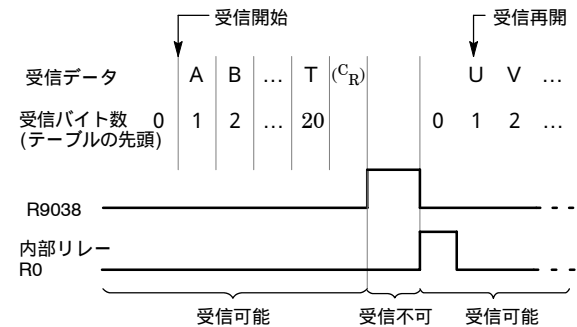 受信開始 受信再開
受信データ A B … T (CR) U V …
受信バイト数 0 1 2 … 20 0 1 2 …
(テーブルの先頭)
R9038
内部リレー
R0
受信可能 受信不可 受信可能